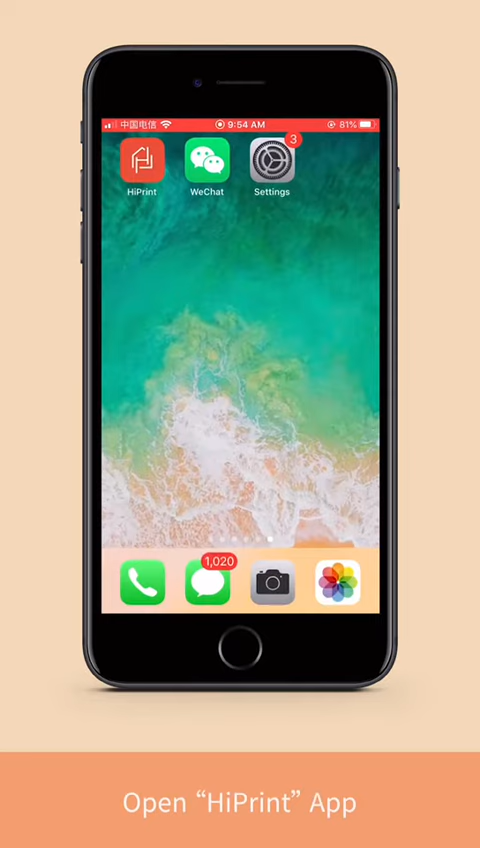 中国电信 9:54 AM 81%
3
HiPrint WeChat Settings
1,020
Open “HiPrint” App